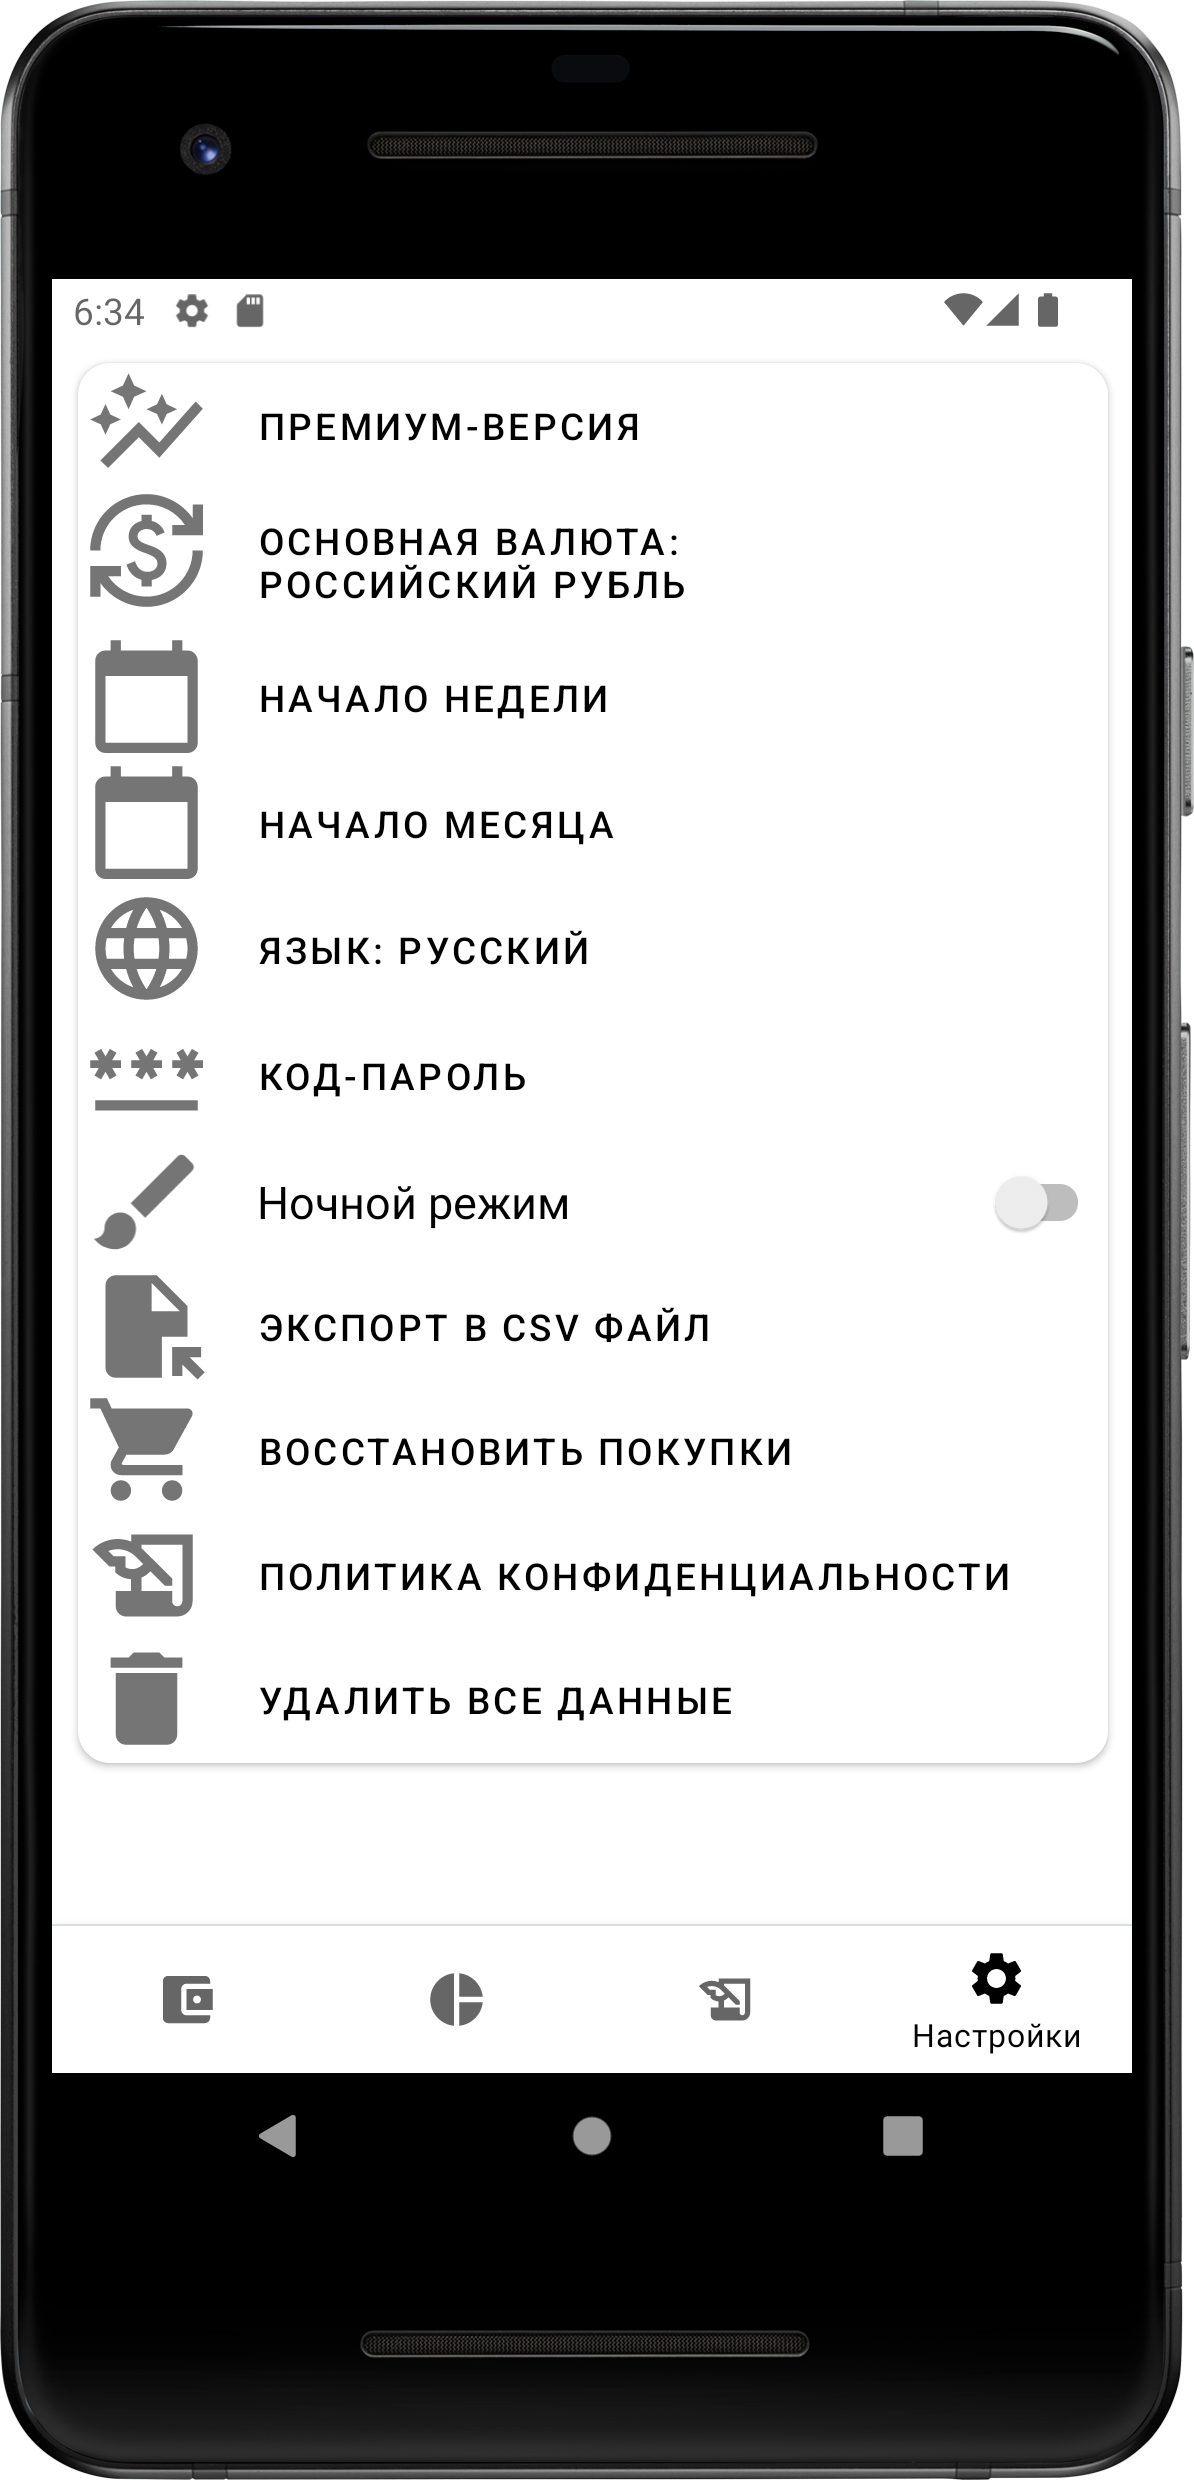 6:34
ПРЕМИУМ-ВЕРСИЯ
ОСНОВНАЯ ВАЛЮТА:
РОССИЙСКИЙ РУБЛЬ
НАЧАЛО НЕДЕЛИ
НАЧАЛО МЕСЯЦА
ЯЗЫК: РУССКИЙ
КОД-ПАРОЛЬ
Ночной режим
ЭКСПОРТ В CSV ФАЙЛ
ВОССТАНОВИТЬ ПОКУПКИ
ПОЛИТИКА КОНФИДЕНЦИАЛЬНОСТИ
УДАЛИТЬ ВСЕ ДАННЫЕ
Настройки